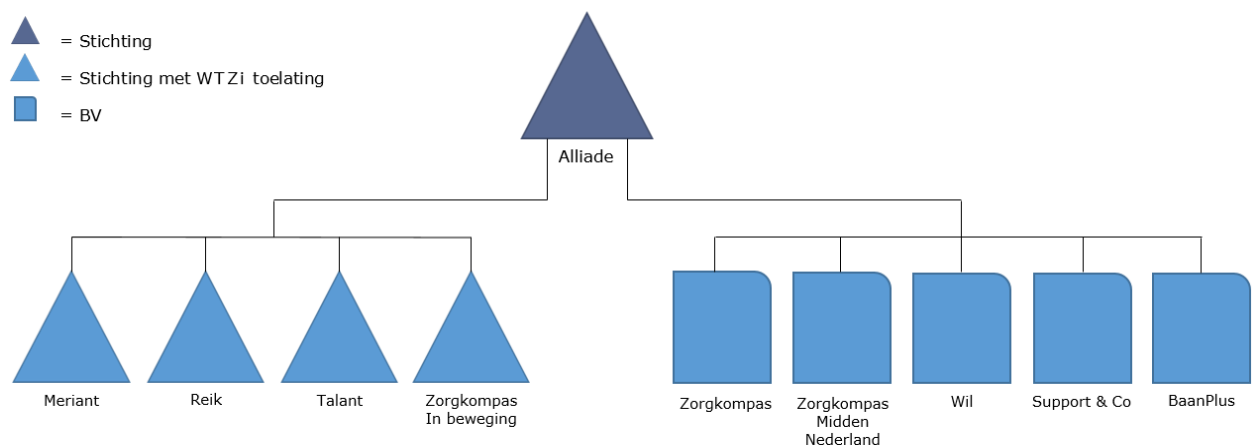 = Stichting
= Stichting met WTZi toelating
= BV
Alliade
Meriant
Reik
Talant
Zorgkompas
In beweging
Zorgkompas
Zorgkompas
Midden
Nederland
Wil
Support & Co
BaanPlus